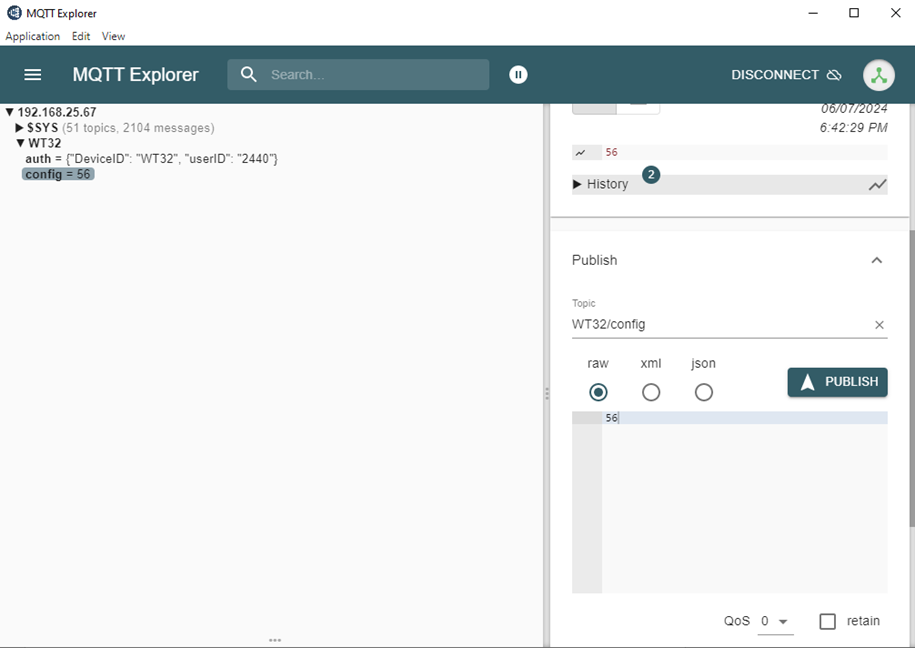 MQTT Explorer
Application Edit View
MQTT Explorer
Search...
DISCONNECT
192.168.25.67
$SYS (51 topics, 2104 messages)
WT32
auth = {"DeviceID": "WT32", "userID": "2440"}
config = 56
06/07/2024
6:42:29 PM
56
History 2
Publish
Topic
WT32/config
raw xml json
PUBLISH
56
QoS 0 retain